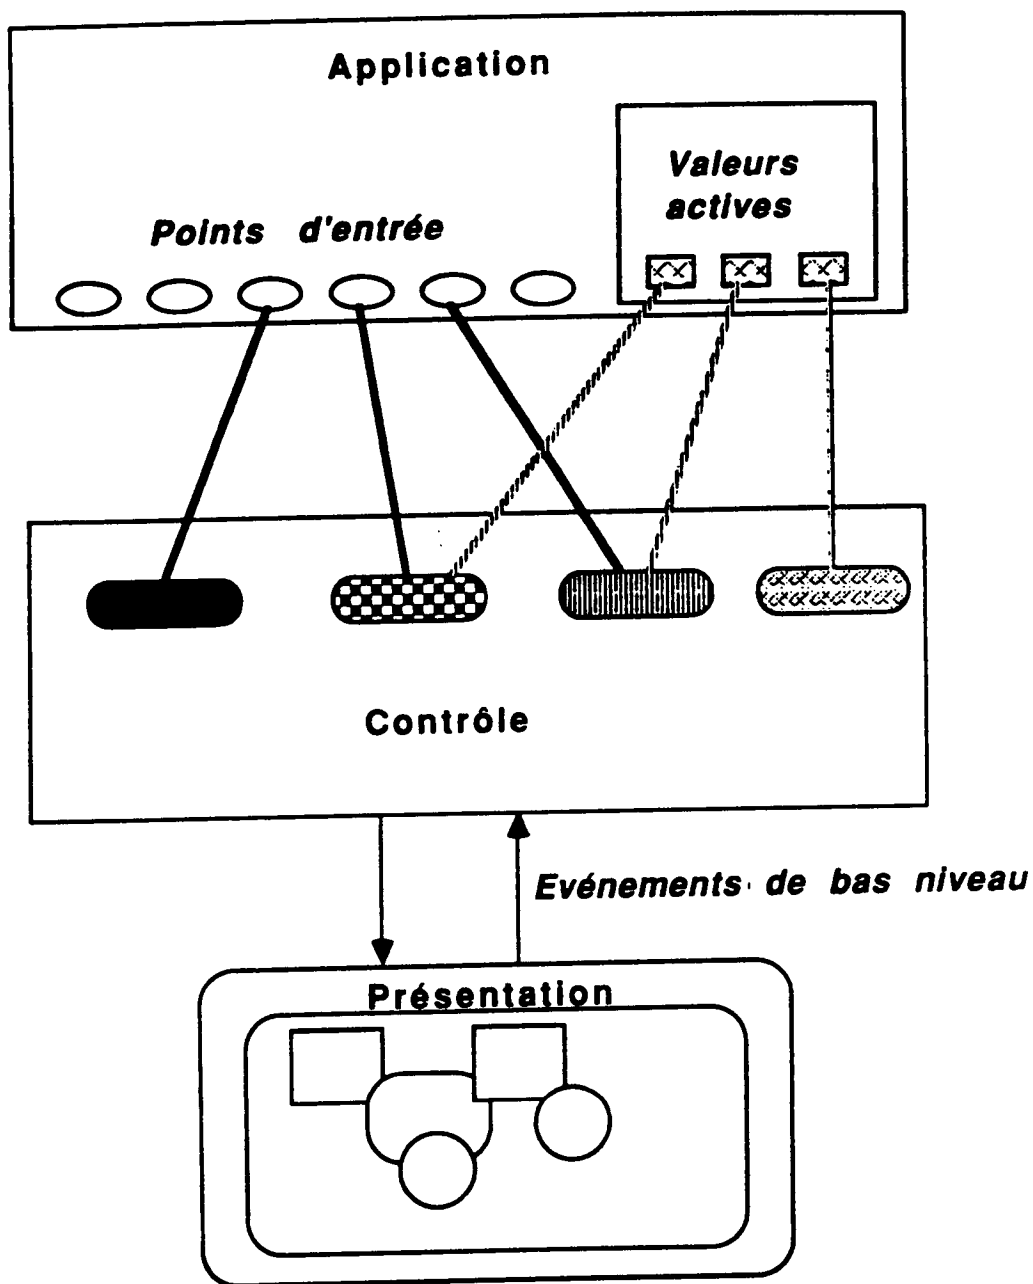 Application
Valeurs
actives
Points d'entrée
Contrôle
Evénements de bas niveau
Présentation